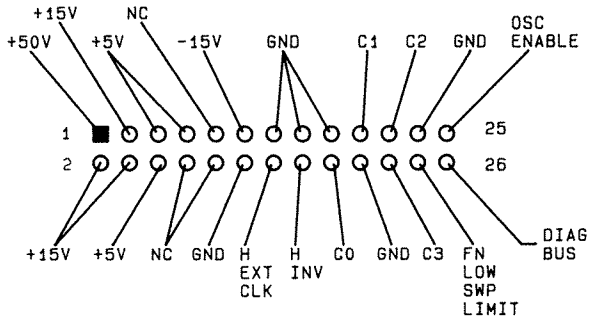 +15V NC OSC
+50V +5V -15V GND C1 C2 GND ENABLE
1 25
2 26
+15V +5V NC GND H H C0 GND C3 FN DIAG
EXT INV LOW BUS
CLK SWP
LIMIT